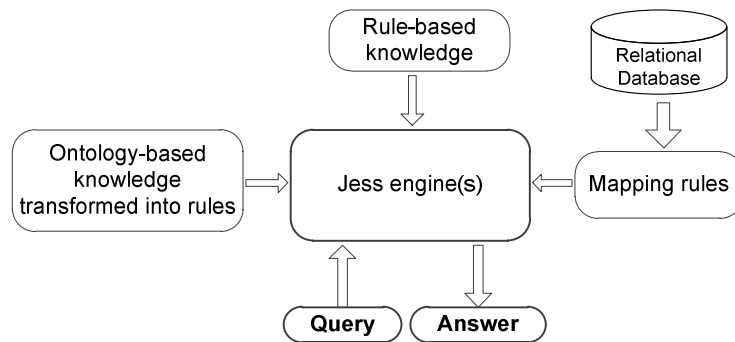 Rule-based
knowledge
Relational
Database
Ontology-based
knowledge
transformed into rules
Jess engine(s)
Mapping rules
Query
Answer